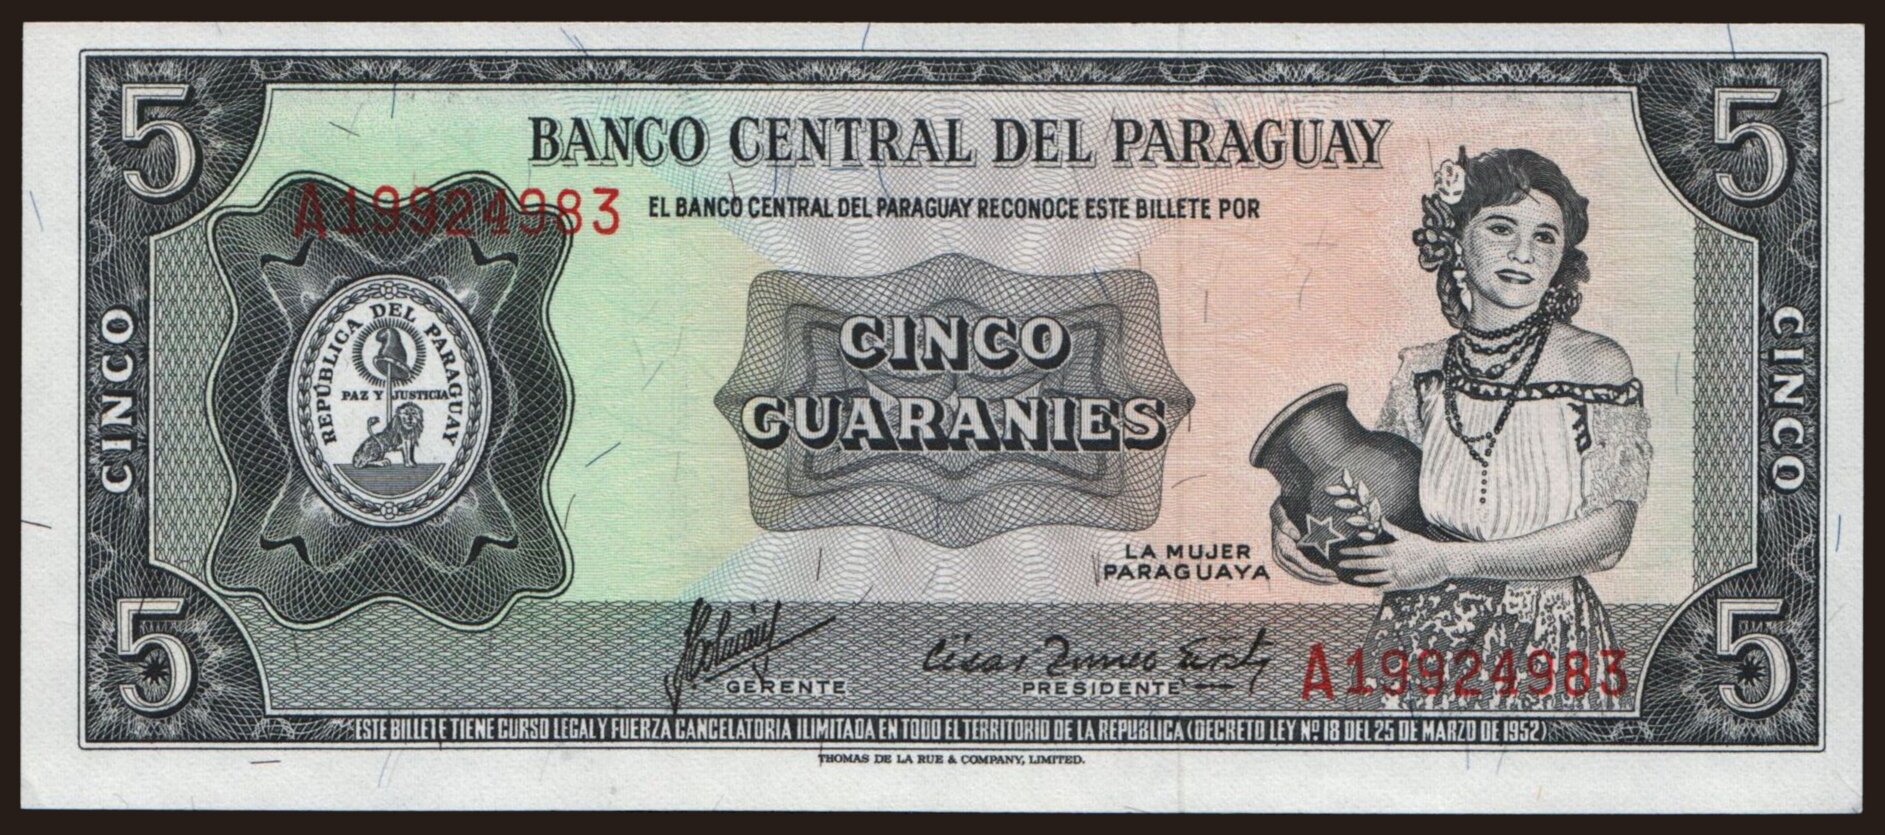 5
5
BANCO CENTRAL DEL PARAGUAY
A19924983
EL BANCO CENTRAL DEL PARAGUAY RECONOCE ESTE BILLETE POR
REPÚBLICA DEL PARAGUAY
PAZ Y JUSTICIA
CINCO
CINCO
GUARANIES
CINCO
LA MUJER
PARAGUAYA
5
5
GERENTE
PRESIDENTE
A19924983
ESTE BILLETE TIENE CURSO LEGAL Y FUERZA CANCELATORIA ILIMITADA EN TODO EL TERRITORIO DE LA REPUBLICA (DECRETO LEY Nº 18 DEL 25 DE MARZO DE 1952)
THOMAS DE LA RUE & COMPANY, LIMITED.